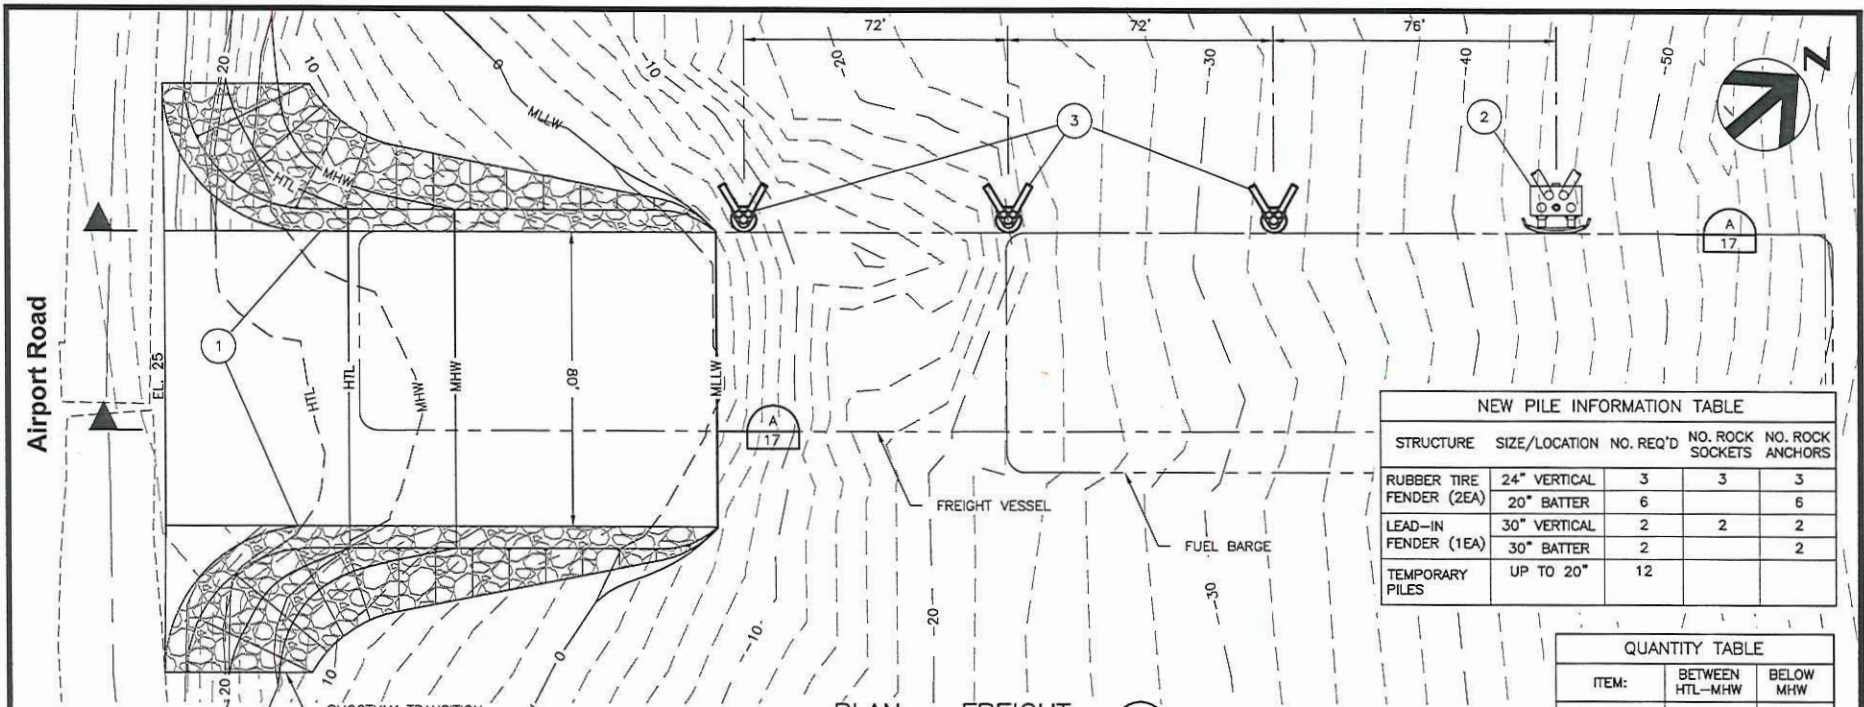 72'
72'
76'
20
10
0
10
-20
-30
-40
-50
N
MLLW
3
2
HTL
MHW
A
17
Airport Road
EL. 25
1
HTL
HTL
MHW
MHW
80'
MLLW
A
17
FREIGHT VESSEL
FUEL BARGE
NEW PILE INFORMATION TABLE
STRUCTURE SIZE/LOCATION NO. REQ'D NO. ROCK SOCKETS NO. ROCK ANCHORS
RUBBER TIRE FENDER (2EA) 24" VERTICAL 3 3 3
20" BATTER 6 6
LEAD-IN FENDER (1EA) 30" VERTICAL 2 2 2
30" BATTER 2 2
TEMPORARY PILES UP TO 20" 12
-30
-20
-10-
0
10
20
QUANTITY TABLE
ITEM: BETWEEN HTL-MHW BELOW MHW
PLAN FREIGHT